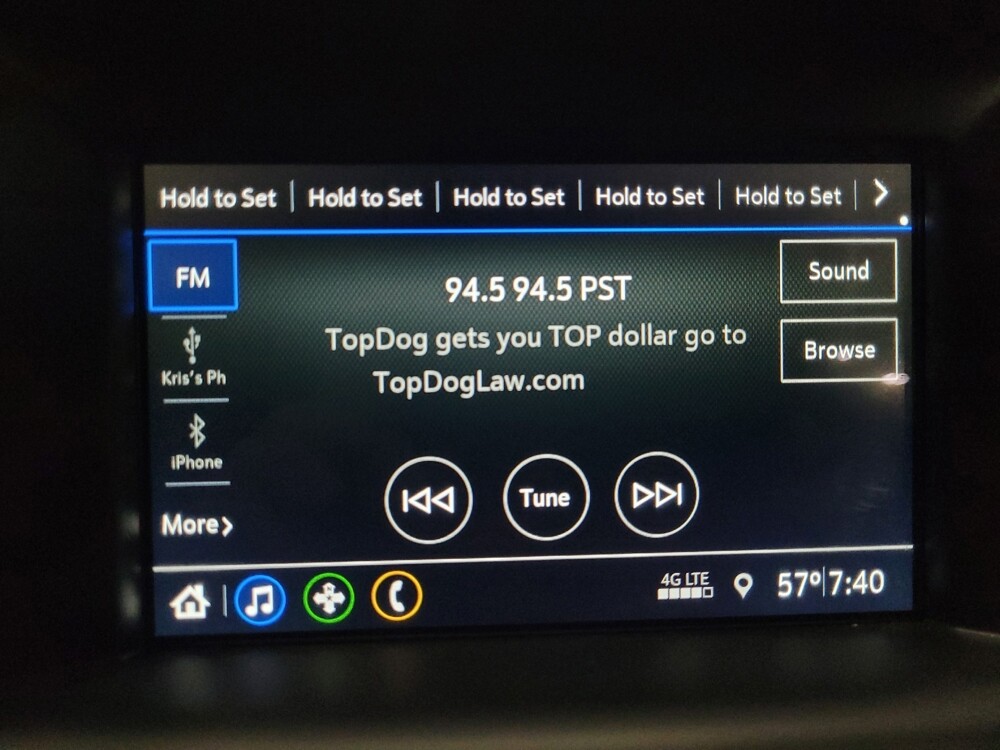 Hold to Set Hold to Set Hold to Set Hold to Set Hold to Set
FM
94.5 94.5 PST
Sound
TopDog gets you TOP dollar go to
TopDogLaw.com
Browse
Kris's Ph
iPhone
More
Tune
4G LTE
57° 7:40